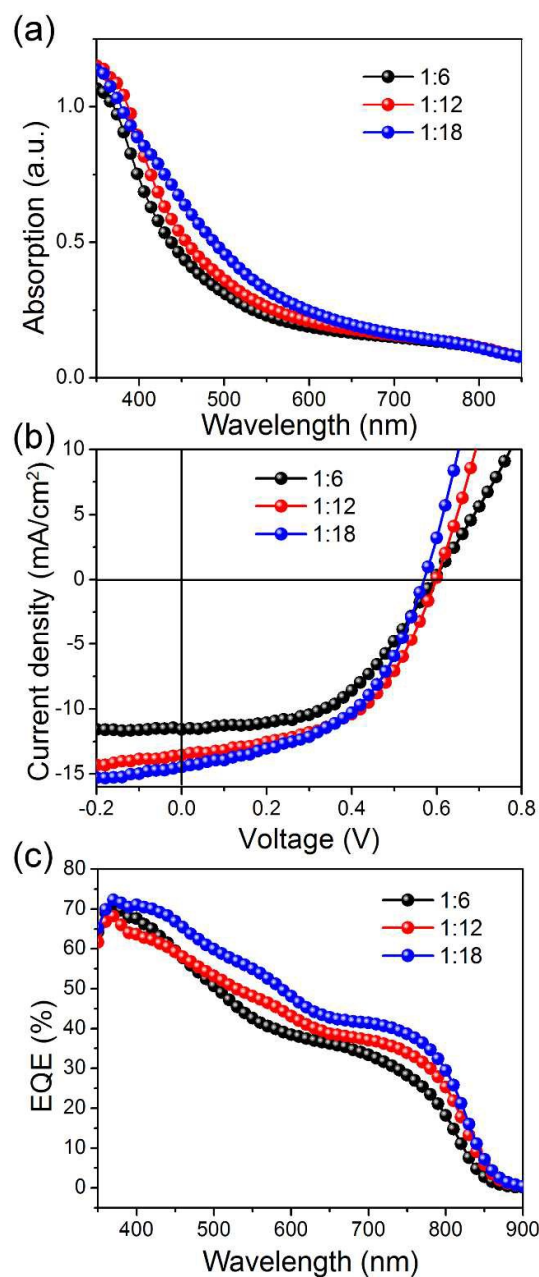 (a)
1:6
1:12
1:18
1.0
0.5
0.0
Absorption (a.u.)
400 500 600 700 800
Wavelength (nm)
(b)
1:6
1:12
1:18
10
5
0
-5
-10
-15
Current density (mA/cm²)
-0.2 0.0 0.2 0.4 0.6 0.8
Voltage (V)
(c)
1:6
1:12
1:18
80
70
60
50
40
30
20
10
0
EQE (%)
400 500 600 700 800 900
Wavelength (nm)